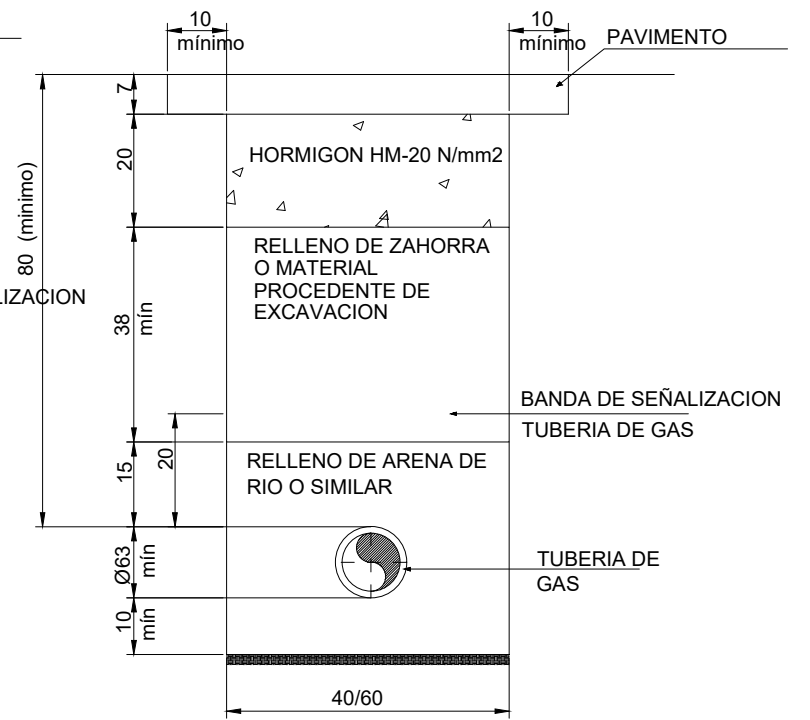 10
mínimo
10
mínimo
PAVIMENTO
7
20
HORMIGON HM-20 N/mm2
80 (minimo)
LIZACION
38
mín
RELLENO DE ZAHORRA
O MATERIAL
PROCEDENTE DE
EXCAVACION
BANDA DE SEÑALIZACION
TUBERIA DE GAS
15
20
RELLENO DE ARENA DE
RIO O SIMILAR
Ø63
mín
TUBERIA DE
GAS
10
mín
40/60